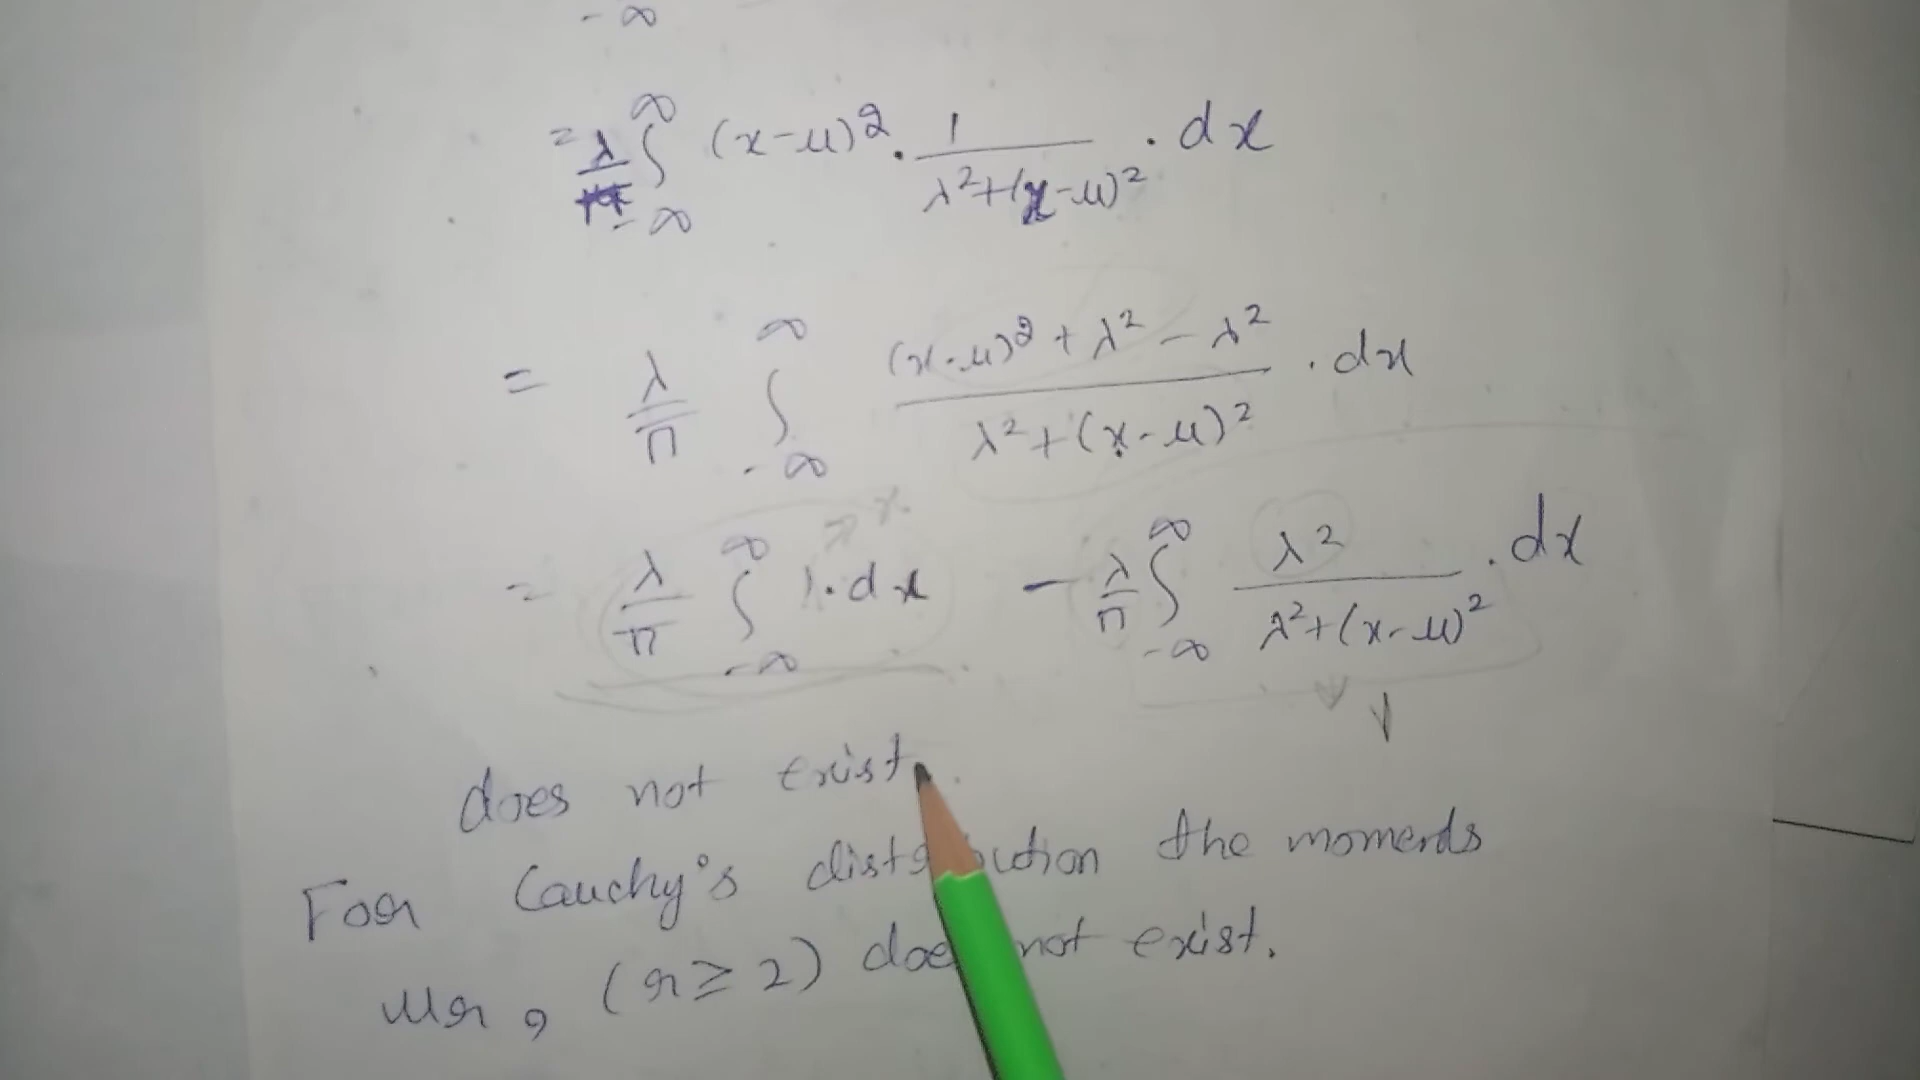 - ∞
= λ/π ∫_{-∞}^{∞} (x-μ)² . 1/(λ²+(x-μ)²) . dx
= λ/π ∫_{-∞}^{∞} ((x-μ)² + λ² - λ²)/(λ²+(x-μ)²) . dx
= λ/π ∫_{-∞}^{∞} 1.dx - λ/π ∫_{-∞}^{∞} λ²/(λ²+(x-μ)²) . dx
does not exist.
For Cauchy's distribution the moments
μr , (r ≥ 2) does not exist.